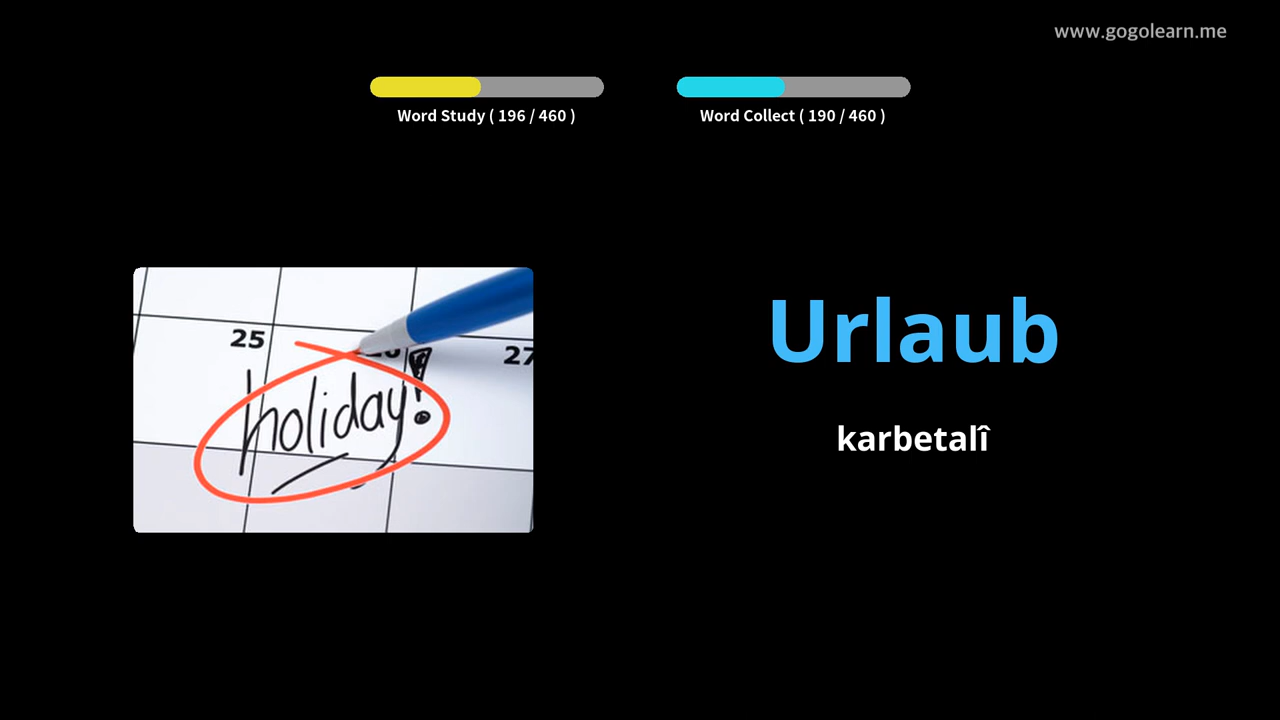 www.gogolearn.me
Word Study ( 196 / 460 )
Word Collect ( 190 / 460 )
25
27
holiday!
Urlaub
karbetalî